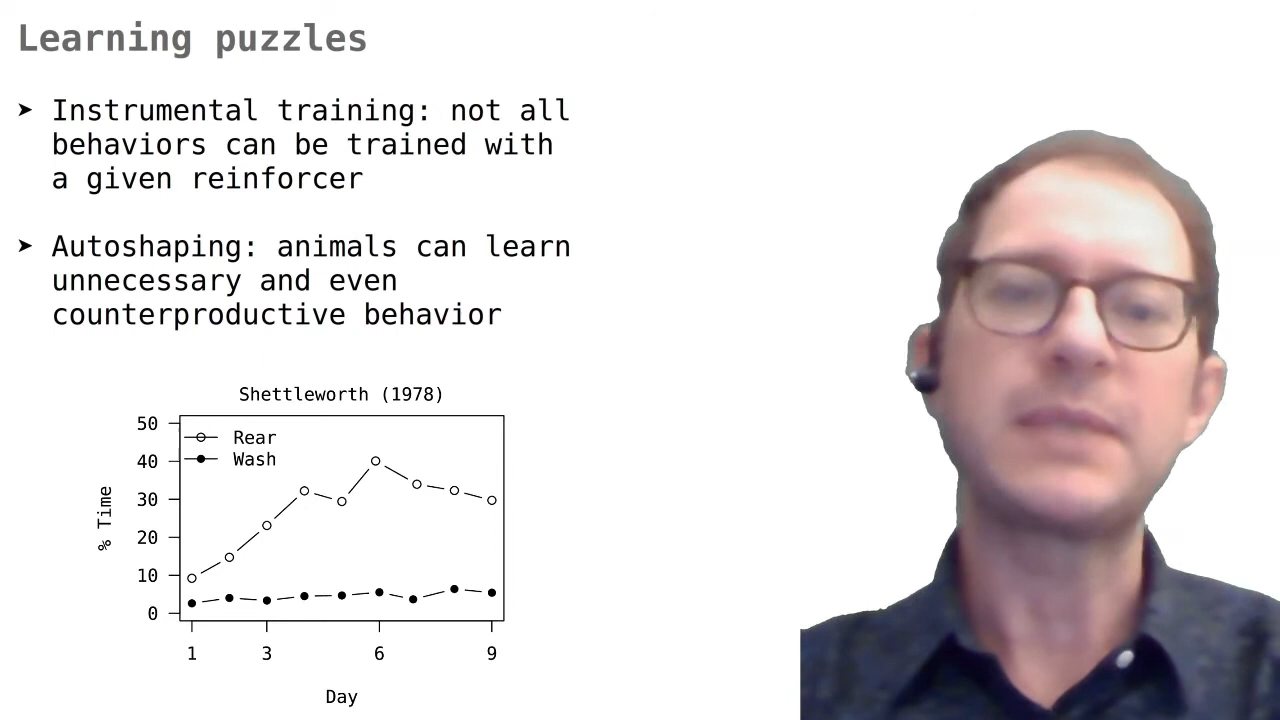 Learning puzzles
➤ Instrumental training: not all
behaviors can be trained with
a given reinforcer
➤ Autoshaping: animals can learn
unnecessary and even
counterproductive behavior
Shettleworth (1978)
Rear
Wash
% Time
50
40
30
20
10
0
1 3 6 9
Day